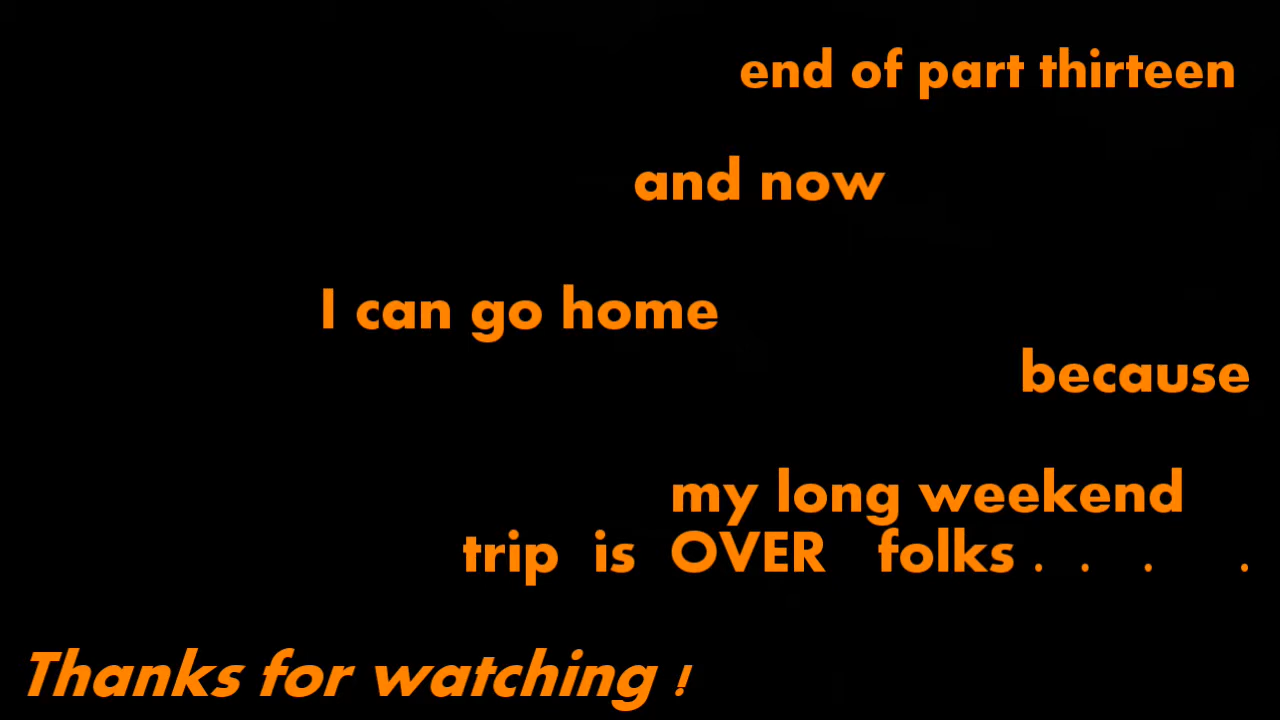 end of part thirteen
and now
I can go home
because
my long weekend
trip is OVER folks . . . .
Thanks for watching !